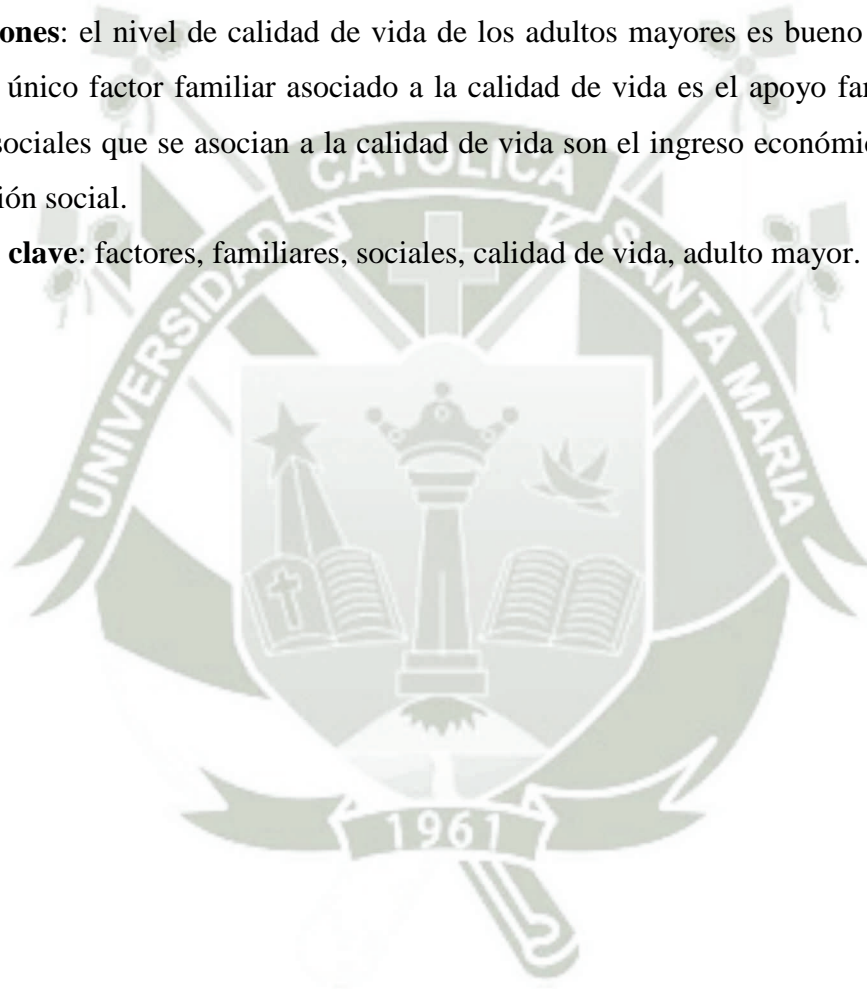 ones: el nivel de calidad de vida de los adultos mayores es bueno
único factor familiar asociado a la calidad de vida es el apoyo fam
sociales que se asocian a la calidad de vida son el ingreso económi
ión social.
clave: factores, familiares, sociales, calidad de vida, adulto mayor.
UNIVERSIDAD CATOLICA SANTA MARIA
1961